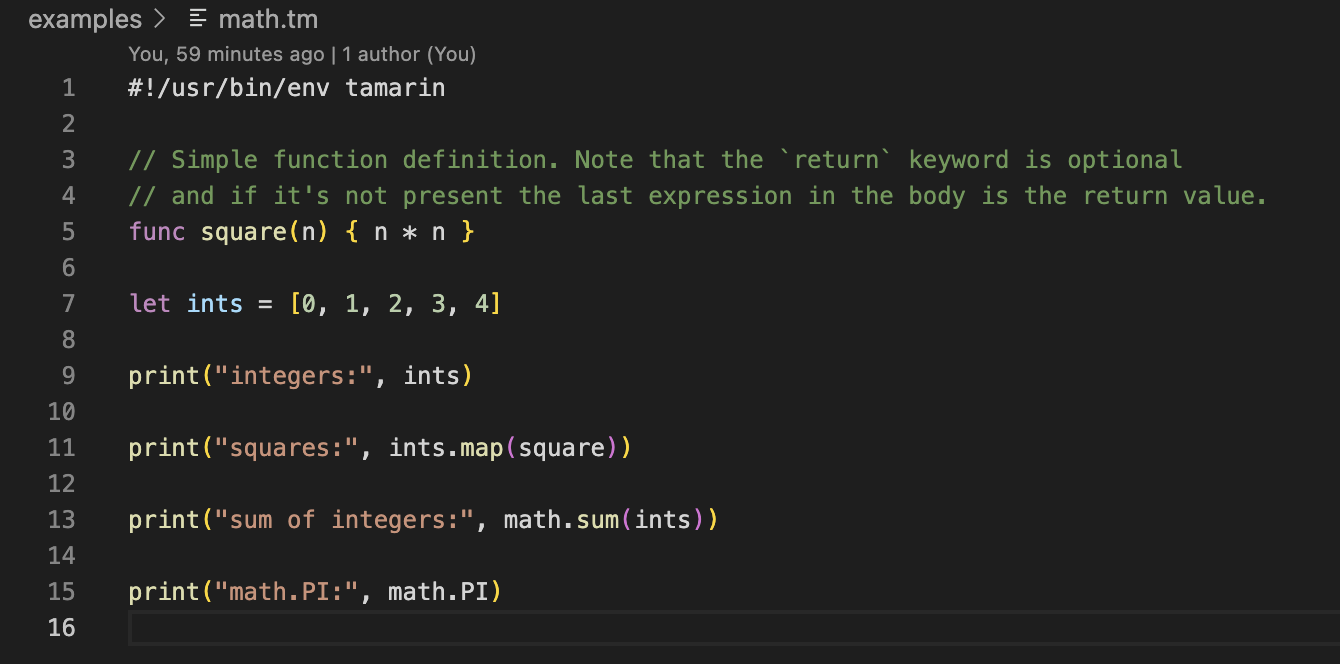 examples > math.tm
You, 59 minutes ago | 1 author (You)
1 #!/usr/bin/env tamarin
2
3 // Simple function definition. Note that the `return` keyword is optional
4 // and if it's not present the last expression in the body is the return value.
5 func square(n) { n * n }
6
7 let ints = [0, 1, 2, 3, 4]
8
9 print("integers:", ints)
10
11 print("squares:", ints.map(square))
12
13 print("sum of integers:", math.sum(ints))
14
15 print("math.PI:", math.PI)
16